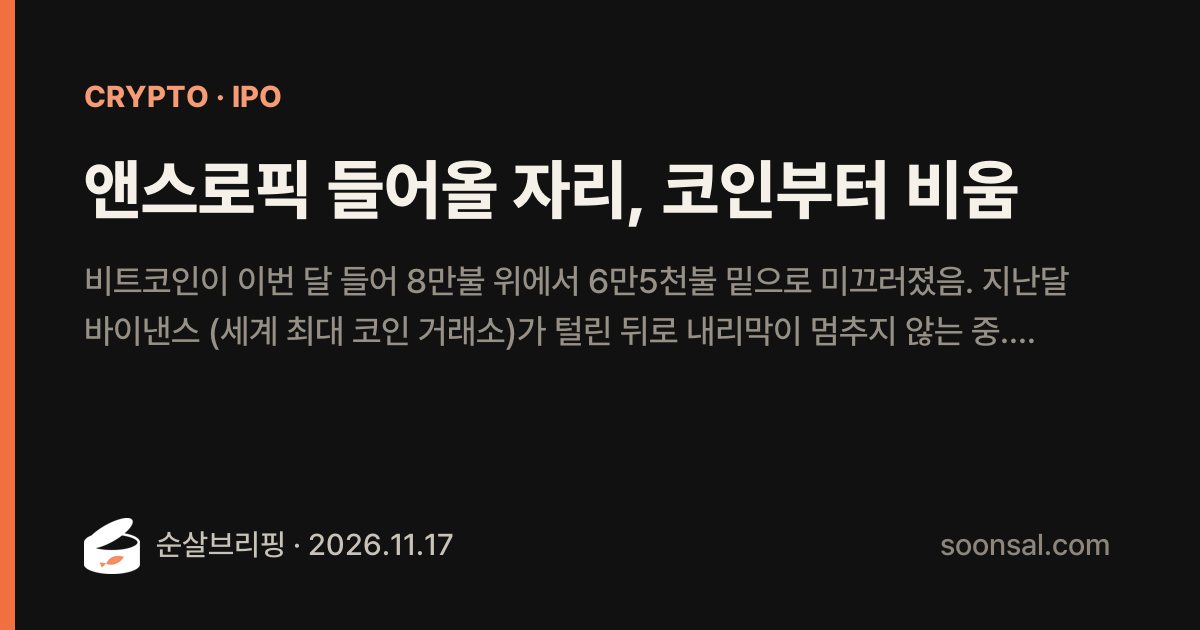 CRYPTO · IPO
앤스로픽 들어올 자리, 코인부터 비움
비트코인이 이번 달 들어 8만불 위에서 6만5천불 밑으로 미끄러졌음. 지난달
바이낸스 (세계 최대 코인 거래소)가 털린 뒤로 내리막이 멈추지 않는 중....
순살브리핑 · 2026.11.17
soonsal.com